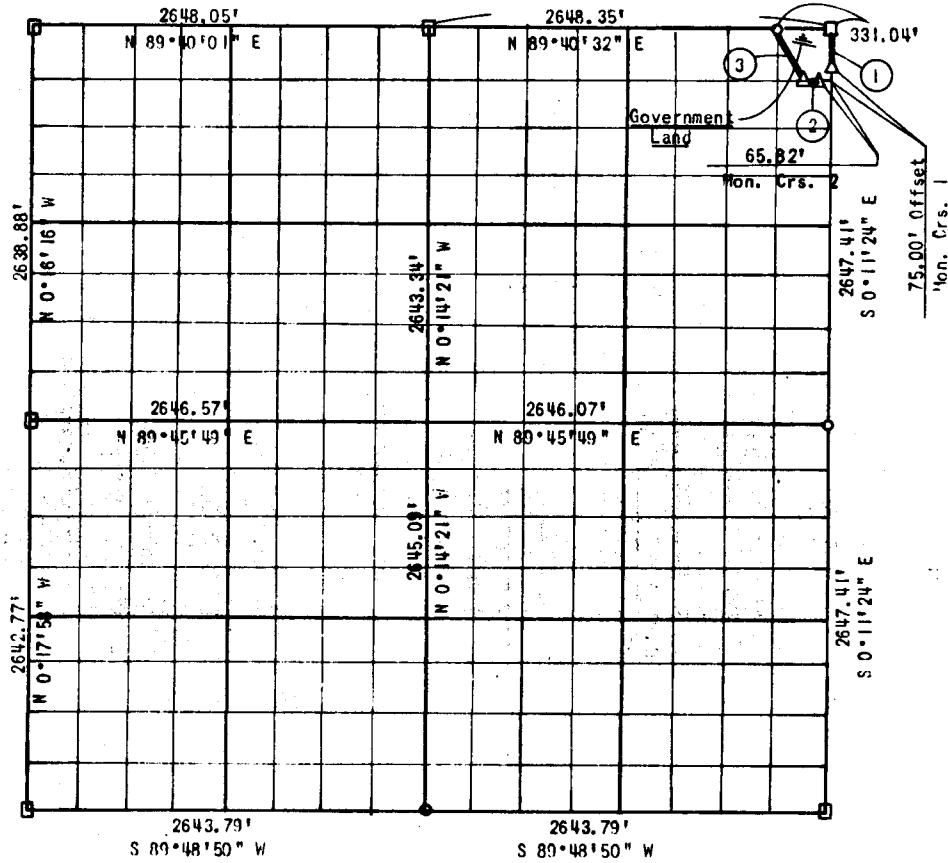 2648.05'
N 89°40'01" E
2648.35'
N 89°40'32" E
331.04'
3
1
Government
Land
2
65.82'
Mon. Crs. 2
75.00' Offset
Mon. Crs. 1
2638.88'
N 0°16'16" W
2643.34'
N 0°14'21" W
2647.41'
S 0°11'24" E
2646.57'
N 89°45'49" E
2646.07'
N 89°45'49" E
2642.77'
N 0°17'58" W
2645.09'
N 0°14'21" W
2647.41'
S 0°11'24" E
2643.79'
S 89°48'50" W
2643.79'
S 89°48'50" W